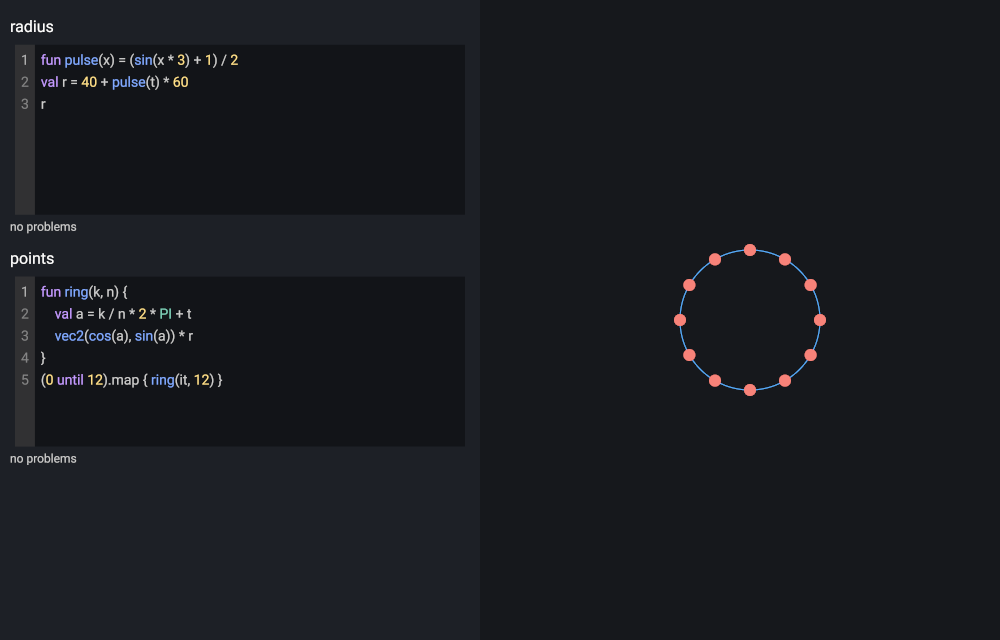 radius
1 fun pulse(x) = (sin(x * 3) + 1) / 2
2 val r = 40 + pulse(t) * 60
3 r
no problems
points
1 fun ring(k, n) {
2     val a = k / n * 2 * PI + t
3     vec2(cos(a), sin(a)) * r
4 }
5 (0 until 12).map { ring(it, 12) }
no problems